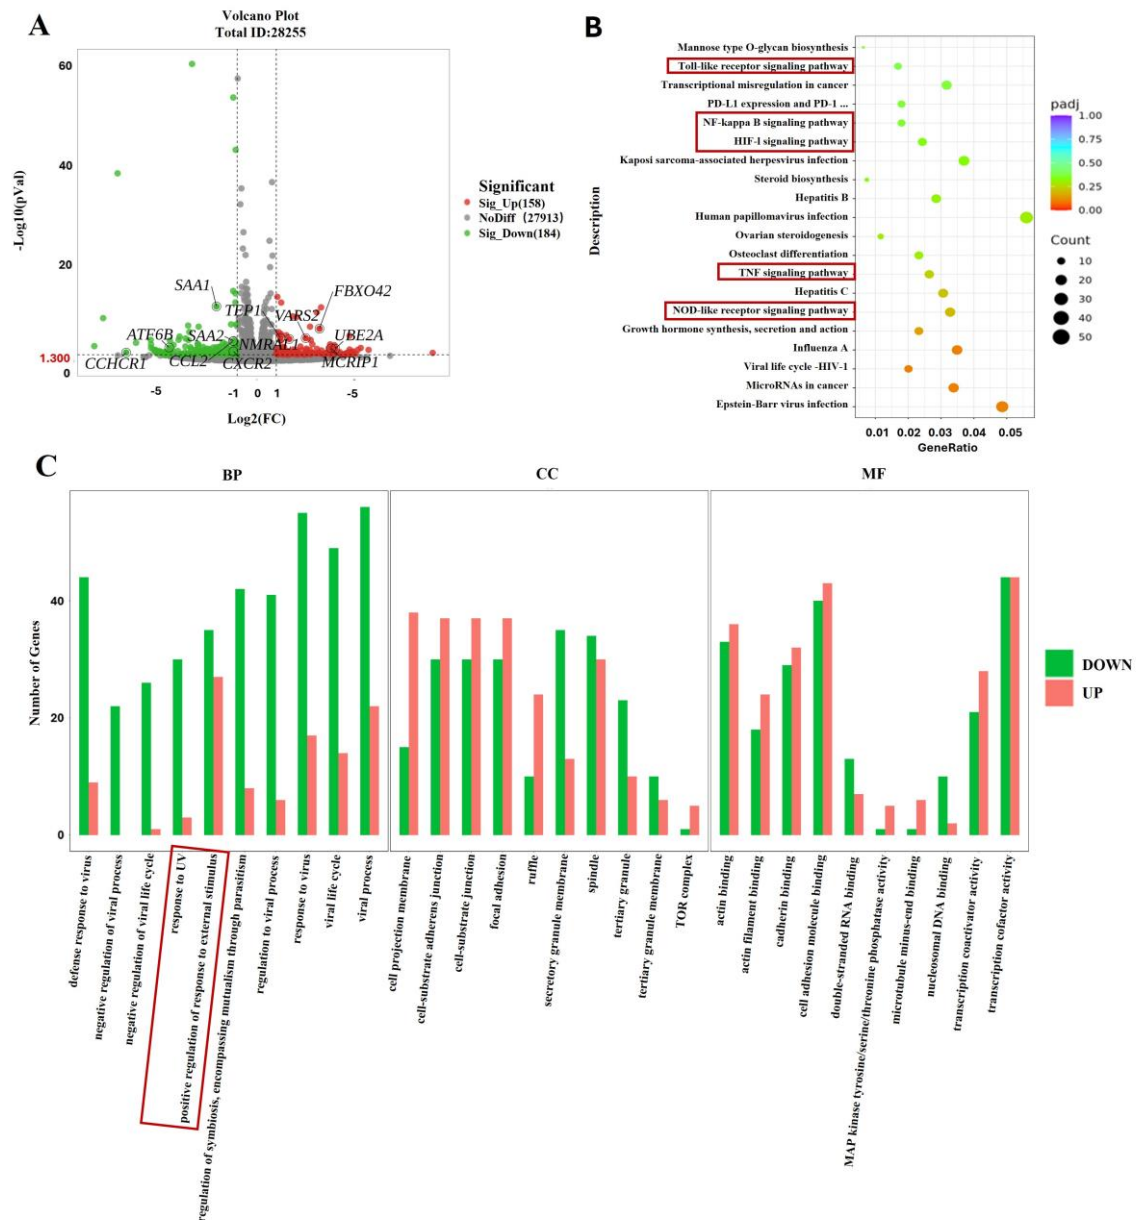 A
Volcano Plot
Total ID:28255
-Log10(pVal)
60
40
20
1.300
0
SAA1
TEP1
FBXO42
VARS2
ATF6B
SAA2
NMRAL1
UBE2A
CCHCR1
CCL2
CXCR2
MCRIP1
-5
-1
0
1
-5
Log2(FC)
Significant
Sig_Up(158)
NoDiff (27913)
Sig_Down(184)
B
Description
Mannose type O-glycan biosynthesis
Toll-like receptor signaling pathway
Transcriptional misregulation in cancer
PD-L1 expression and PD-1 ...
NF-kappa B signaling pathway
HIF-l signaling pathway
Kaposi sarcoma-associated herpesvirus infection
Steroid biosynthesis
Hepatitis B
Human papillomavirus infection
Ovarian steroidogenesis
Osteoclast differentiation
TNF signaling pathway
Hepatitis C
NOD-like receptor signaling pathway
Growth hormone synthesis, secretion and action
Influenza A
Viral life cycle -HIV-1
MicroRNAs in cancer
Epstein-Barr virus infection
0.01
0.02
0.03
0.04
0.05
GeneRatio
padj
1.00
0.75
0.50
0.25
0.00
Count
10
20
30
40
50
C
BP
CC
MF
Number of Genes
40
20
0
defense response to virus
negative regulation of viral process
negative regulation of viral life cycle
response to UV
positive regulation of response to external stimulus
regulation of symbiosis, encompassing mutualism through parasitism
regulation to viral process
response to virus
viral life cycle
viral process
cell projection membrane
cell-substrate adherens junction
cell-substrate junction
focal adhesion
ruffle
secretory granule membrane
spindle
tertiary granule
tertiary granule membrane
TOR complex
actin binding
actin filament binding
cadherin binding
cell adhesion molecule binding
double-stranded RNA binding
MAP kinase tyrosine/serine/threonine phosphatase activity
microtubule minus-end binding
nucleosomal DNA binding
transcription coactivator activity
transcription cofactor activity
DOWN
UP